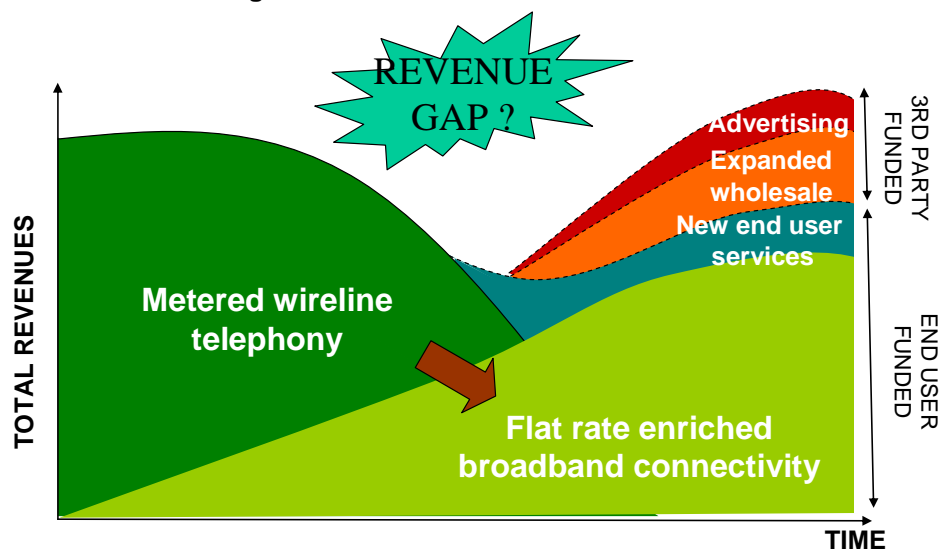 REVENUE
GAP ?
Advertising
Expanded
wholesale
New end user
services
3RD PARTY
FUNDED
END USER
FUNDED
TOTAL REVENUES
Metered wireline
telephony
Flat rate enriched
broadband connectivity
TIME